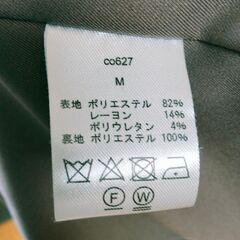 co627
M
表地 ポリエステル 82%
レーヨン 14%
ポリウレタン 4%
裏地 ポリエステル 100%
F W